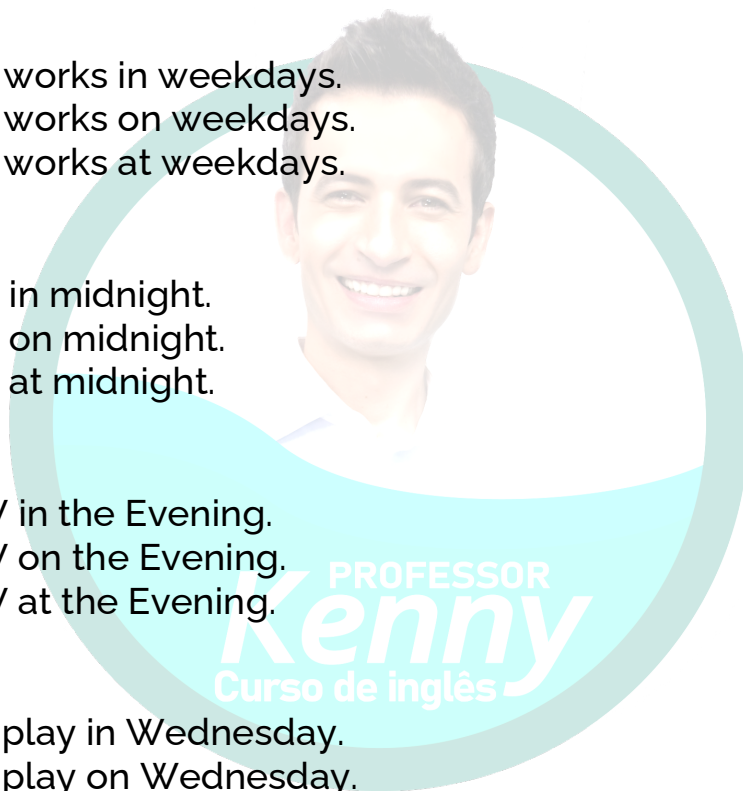 works in weekdays.
works on weekdays.
works at weekdays.
in midnight.
on midnight.
at midnight.
in the Evening.
on the Evening.
at the Evening.
PROFESSOR
Kenny
Curso de inglês
play in Wednesday.
play on Wednesday.